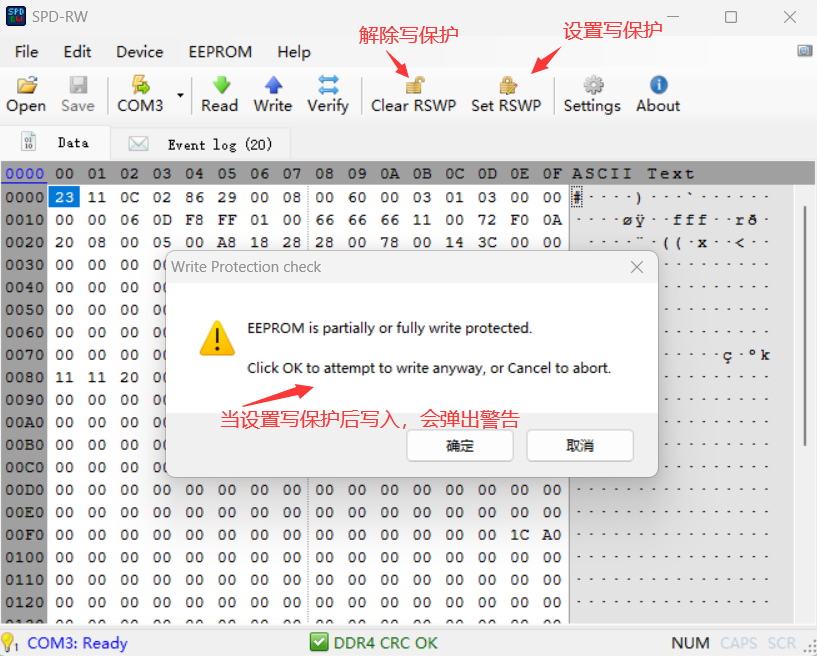 SPD-RW
解除写保护
设置写保护
File Edit Device EEPROM Help
Open Save COM3 Read Write Verify Clear RSWP Set RSWP Settings About
Data Event log (20)
0000 00 01 02 03 04 05 06 07 08 09 0A 0B 0C 0D 0E 0F ASCII Text
0000 23 11 0C 02 86 29 00 08 00 60 00 03 01 03 00 00 #····)···`······
0010 00 00 06 0D F8 FF 01 00 66 66 66 11 00 72 F0 0A ····øÿ··fff··rð·
0020 20 08 00 05 00 A8 18 28 28 00 78 00 14 3C 00 00 ·····¨·((·x··<··
0030 00 00 00 0
0040 00 00 00 0
0050 00 00 00 0
0060 00 00 00 0
0070 00 00 00 0 ç·ºk
0080 11 11 20 0
0090 00 00 00 0
00A0 00 00 00 0
00B0 00 00 00 0
00C0 00 00 00 0
Write Protection check
EEPROM is partially or fully write protected.
Click OK to attempt to write anyway, or Cancel to abort.
当设置写保护后写入，会弹出警告
确定 取消
00D0 00 00 00 00 00 00 00 00 00 00 00 00 00 00 00 00 ················
00E0 00 00 00 00 00 00 00 00 00 00 00 00 00 00 00 00 ················
00F0 00 00 00 00 00 00 00 00 00 00 00 00 00 00 1C A0 ················
0100 00 00 00 00 00 00 00 00 00 00 00 00 00 00 00 00 ················
0110 00 00 00 00 00 00 00 00 00 00 00 00 00 00 00 00 ················
0120 00 00 00 00 00 00 00 00 00 00 00 00 00 00 00 00 ················
1 COM3: Ready DDR4 CRC OK NUM CAPS SCR